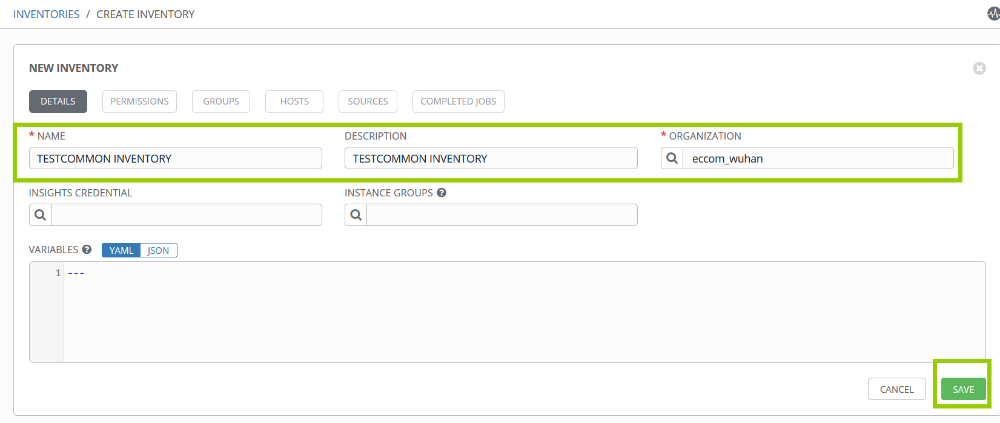 INVENTORIES / CREATE INVENTORY
NEW INVENTORY
DETAILS PERMISSIONS GROUPS HOSTS SOURCES COMPLETED JOBS
* NAME DESCRIPTION * ORGANIZATION
TESTCOMMON INVENTORY TESTCOMMON INVENTORY eccom_wuhan
INSIGHTS CREDENTIAL INSTANCE GROUPS ?
VARIABLES ? YAML JSON
1 ---
CANCEL SAVE